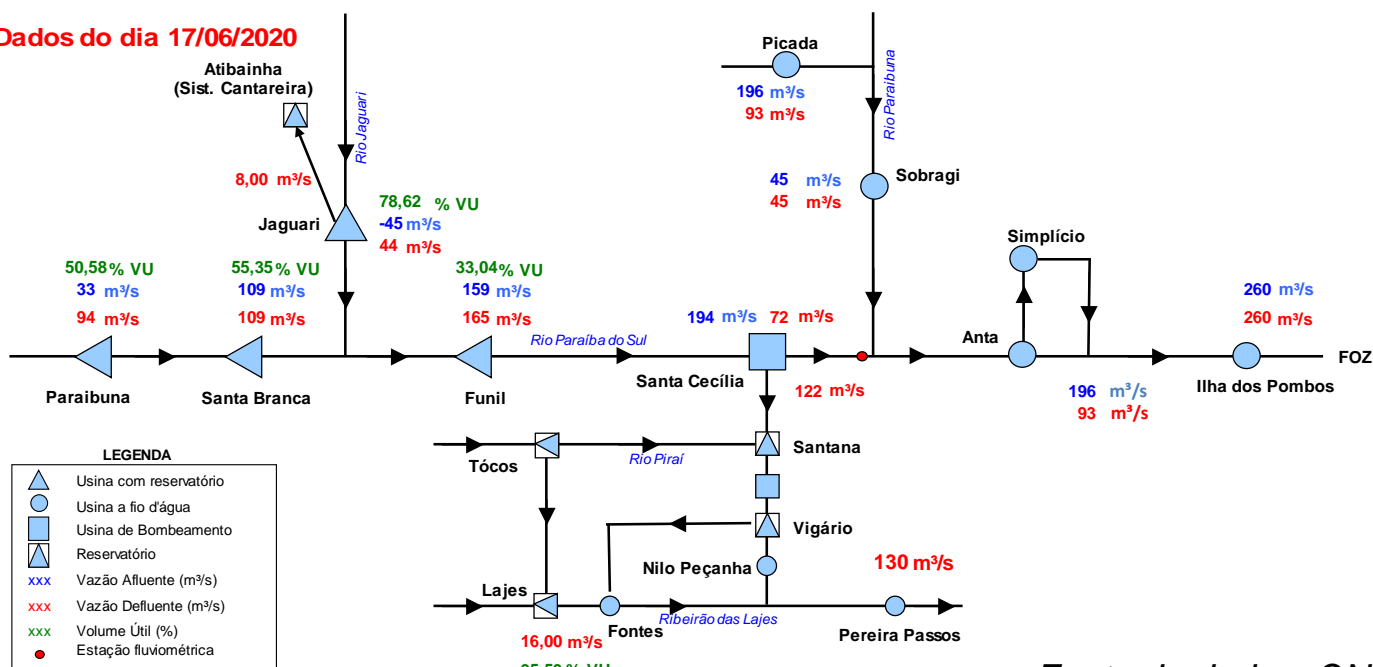 Dados do dia 17/06/2020
Atibainha
(Sist. Cantareira)
Rio Jaguari
8,00 m³/s
Jaguari
78,62 % VU
-45 m³/s
44 m³/s
Picada
196 m³/s
93 m³/s
Rio Paraibuna
45 m³/s
45 m³/s
Sobragi
Simplício
50,58% VU
33 m³/s
94 m³/s
Paraibuna
55,35% VU
109 m³/s
109 m³/s
Santa Branca
33,04% VU
159 m³/s
165 m³/s
Funil
Rio Paraíba do Sul
194 m³/s 72 m³/s
Santa Cecília
122 m³/s
Anta
196 m³/s
93 m³/s
260 m³/s
260 m³/s
Ilha dos Pombos
FOZ
Tócos
Rio Piraí
Santana
Vigário
Nilo Peçanha
130 m³/s
Lajes
Fontes
Ribeirão das Lajes
Pereira Passos
16,00 m³/s
LEGENDA
Usina com reservatório
Usina a fio d'água
Usina de Bombeamento
Reservatório
xxx Vazão Afluente (m³/s)
xxx Vazão Defluente (m³/s)
xxx Volume Útil (%)
Estação fluviométrica